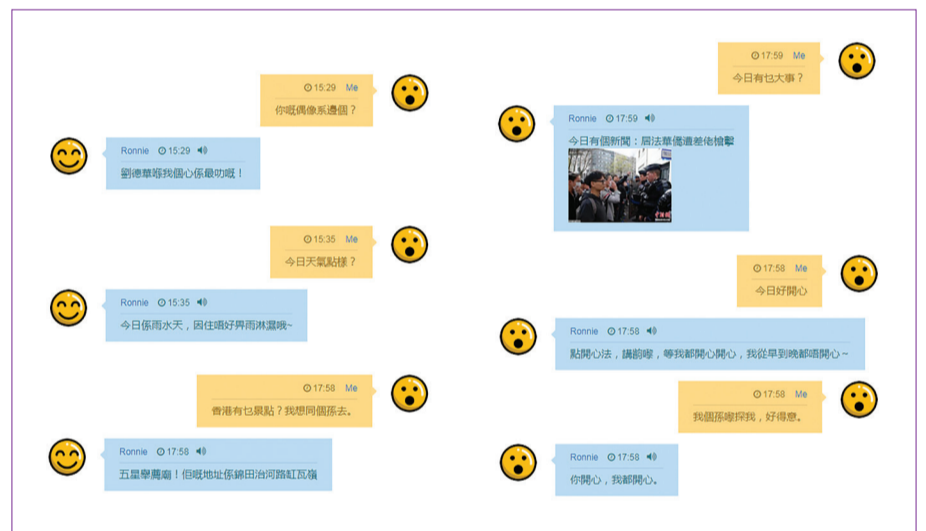 15:29 Me
你嘅偶像系邊個？
Ronnie 15:29
劉德華喺我個心係最叻嘅！
15:35 Me
今日天氣點樣？
Ronnie 15:35
今日係雨水天，因住唔好畀雨淋濕哦~
17:58 Me
香港有乜景點？我想同個孫去。
Ronnie 17:58
五星舉薦廟！佢嘅地址係錦田治河路缸瓦嶺
17:59 Me
今日有乜大事？
Ronnie 17:59
今日有個新聞：居法華僑遭差佬槍擊
17:58 Me
今日好開心
Ronnie 17:58
點開心法，講前嚟，等我都開心開心，我從早到晚都唔開心~
17:58 Me
我個孫嚟探我，好得意。
Ronnie 17:58
你開心，我都開心。